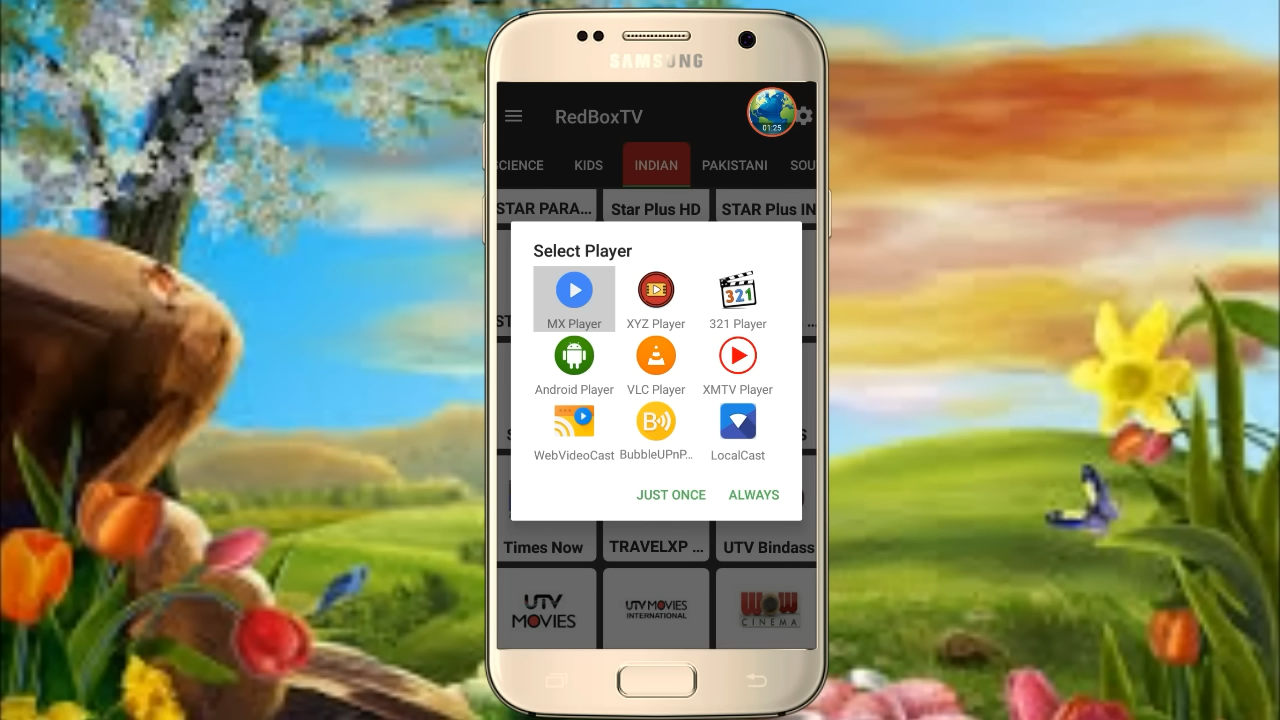 SAMSUNG
RedBoxTV
01:25
CIENCE KIDS INDIAN PAKISTANI SOU
STAR PARA... Star Plus HD STAR Plus IN
Select Player
MX Player XYZ Player 321 Player
Android Player VLC Player XMTV Player
WebVideoCast BubbleUPnP... LocalCast
JUST ONCE ALWAYS
Times Now TRAVELXP ... UTV Bindass
UTV MOVIES
UTV MOVIES INTERNATIONAL
WOW CINEMA